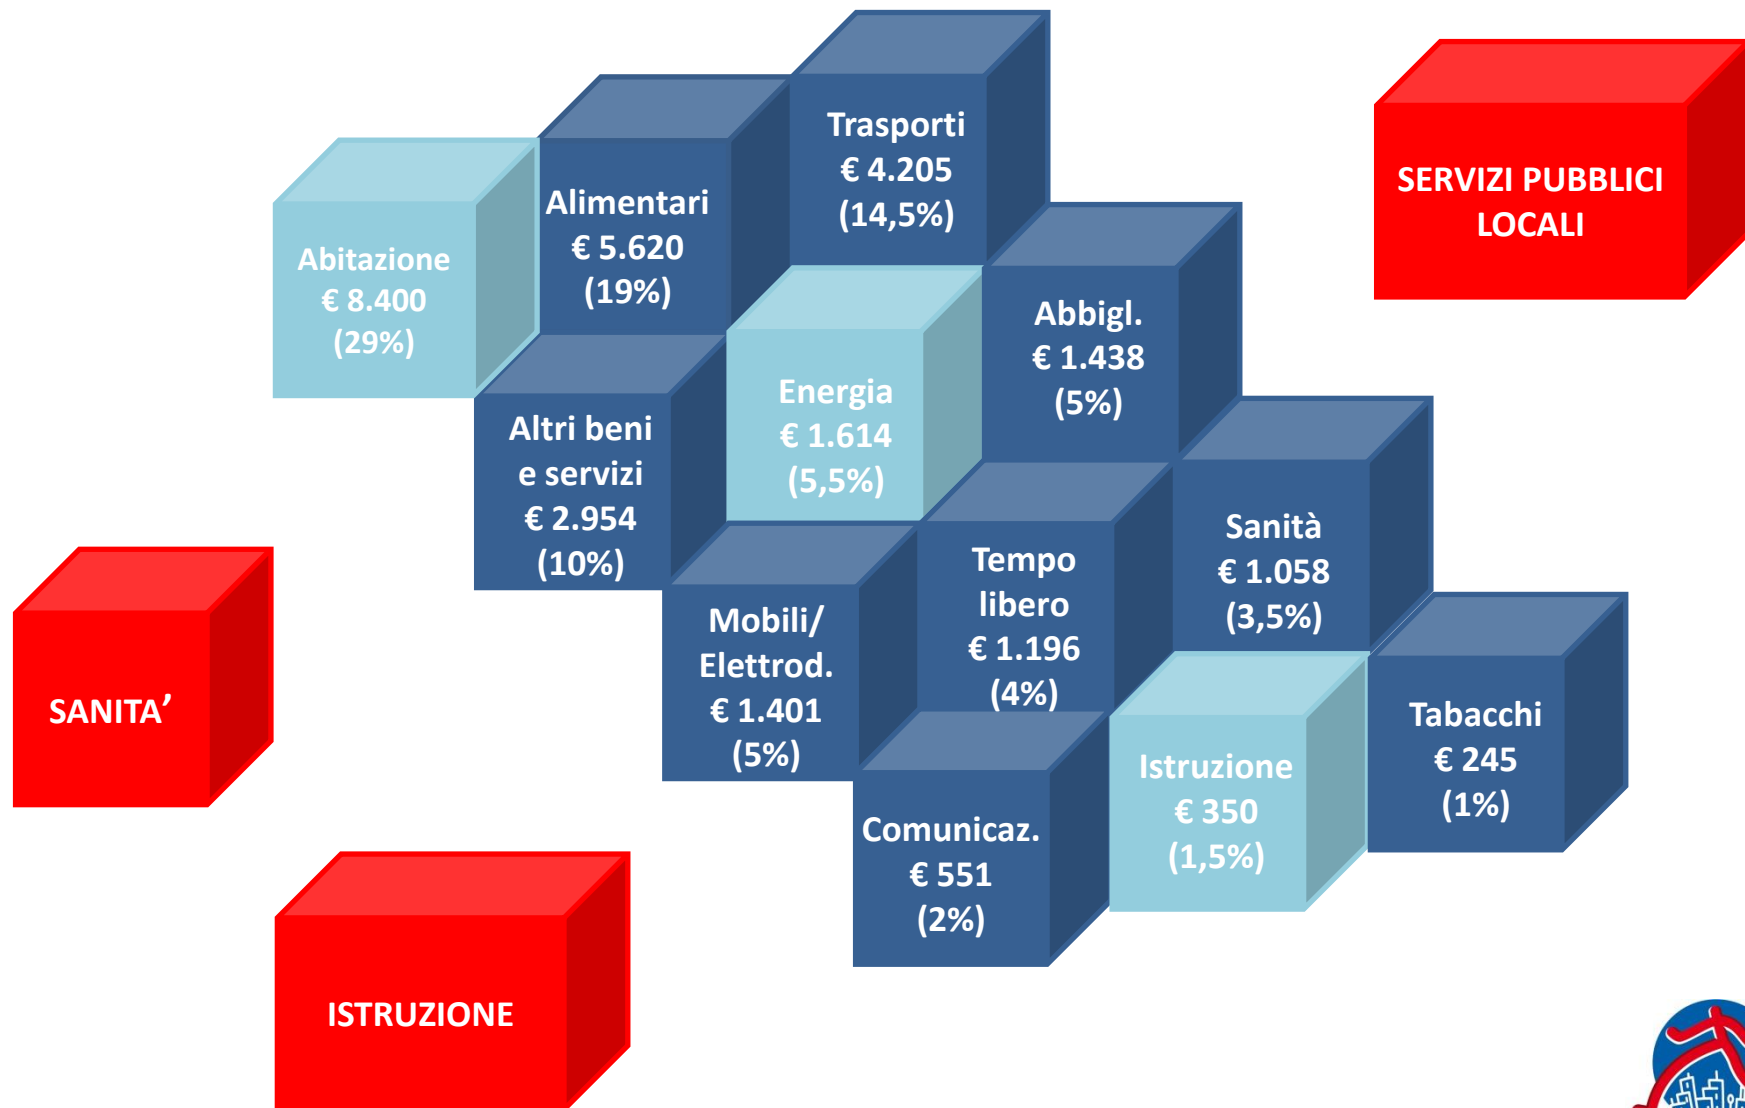 Trasporti
€ 4.205
(14,5%)
SERVIZI PUBBLICI
LOCALI
Alimentari
€ 5.620
(19%)
Abitazione
€ 8.400
(29%)
Abbigl.
€ 1.438
(5%)
Energia
€ 1.614
(5,5%)
Altri beni
e servizi
€ 2.954
(10%)
Sanità
€ 1.058
(3,5%)
Tempo
libero
€ 1.196
(4%)
Mobili/
Elettrod.
€ 1.401
(5%)
SANITA’
Tabacchi
€ 245
(1%)
Istruzione
€ 350
(1,5%)
Comunicaz.
€ 551
(2%)
ISTRUZIONE